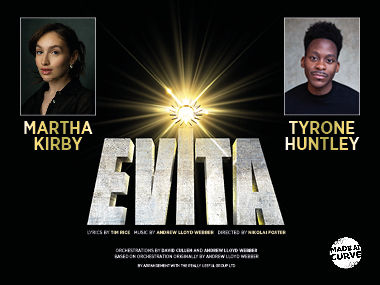 MARTHA
KIRBY
TYRONE
HUNTLEY
EVITA
LYRICS BY TIM RICE MUSIC BY ANDREW LLOYD WEBBER DIRECTED BY NIKOLAI FOSTER
ORCHESTRATIONS BY DAVID CULLEN AND ANDREW LLOYD WEBBER
BASED ON ORCHESTRATION ORIGINALLY BY ANDREW LLOYD WEBBER
BY ARRANGEMENT WITH THE REALLY USEFUL GROUP LTD
MADE AT
CURVE